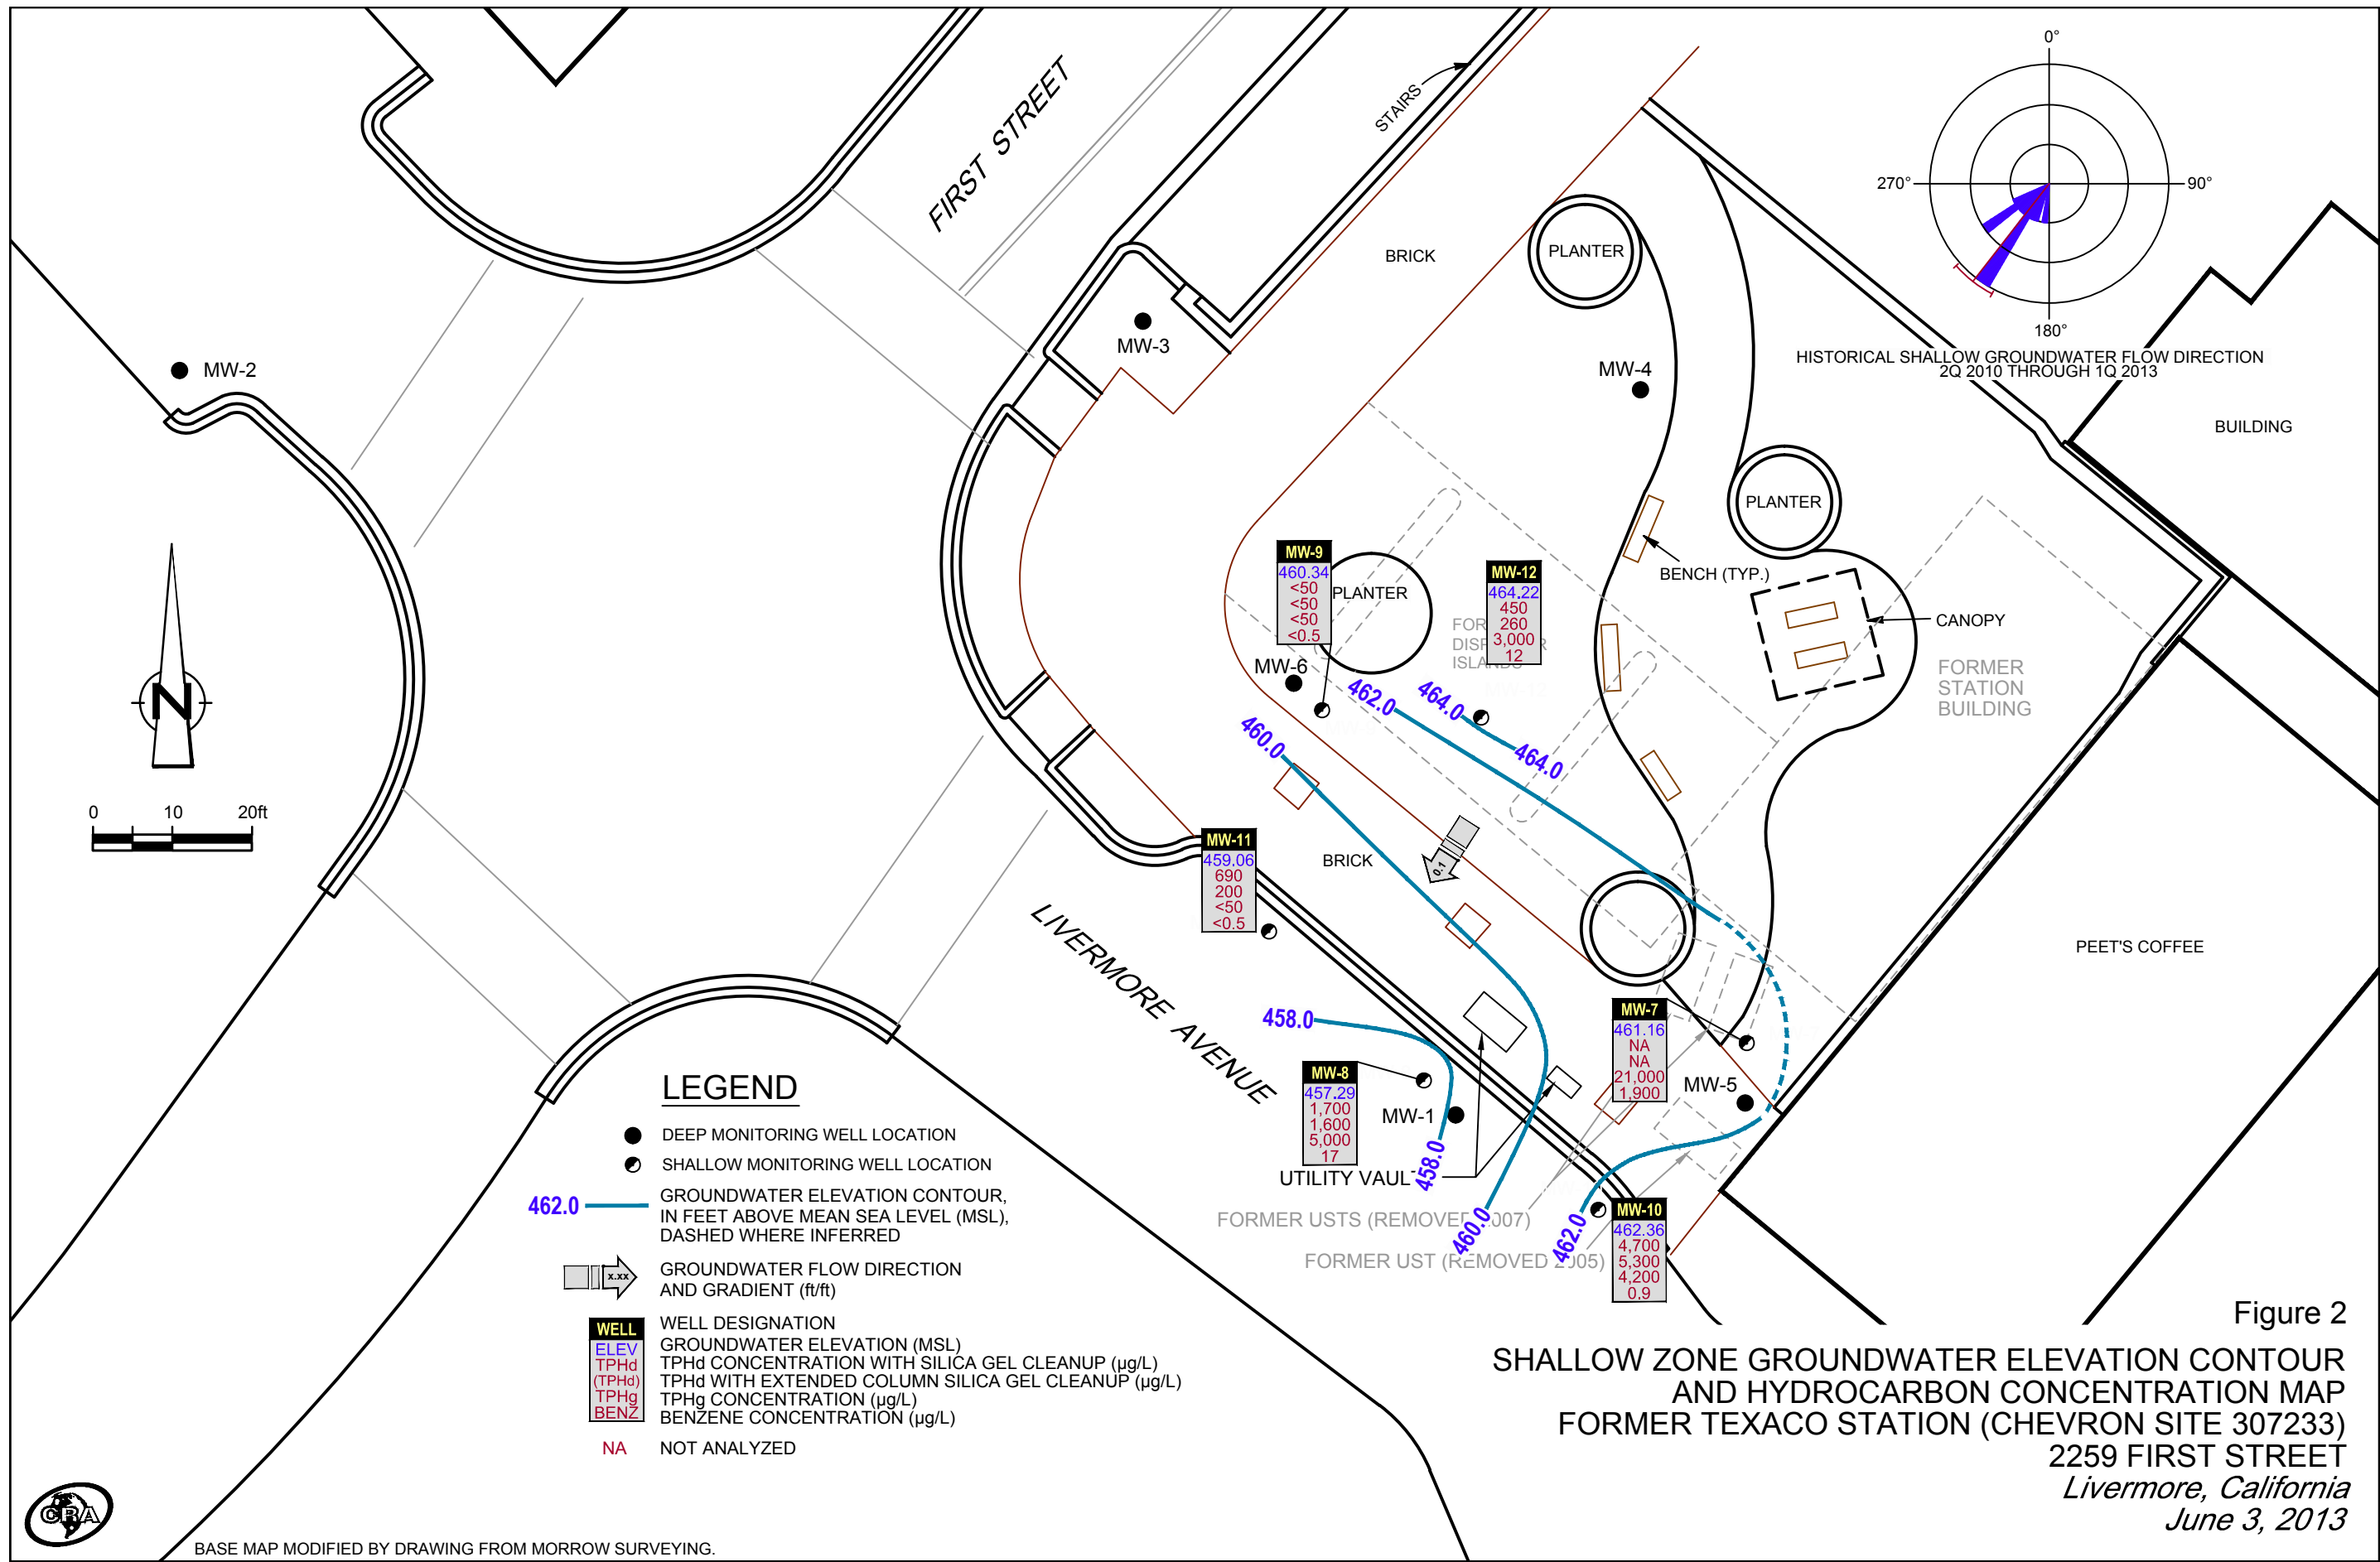 0°
270°
90°
180°
HISTORICAL SHALLOW GROUNDWATER FLOW DIRECTION
2Q 2010 THROUGH 1Q 2013
FIRST STREET
STAIRS
BRICK
PLANTER
MW-2
MW-3
MW-4
BUILDING
PLANTER
BENCH (TYP.)
CANOPY
FORMER
STATION
BUILDING
PLANTER
MW-9
460.34
<50
<50
<50
<0.5
MW-12
464.22
450
260
3,000
12
MW-6
462.0
464.0
464.0
460.0
N
0 10 20ft
0.1
BRICK
MW-11
459.06
690
200
<50
<0.5
LIVERMORE AVENUE
PEET'S COFFEE
458.0
MW-7
461.16
NA
NA
21,000
1,900
MW-5
MW-8
457.29
1,700
1,600
5,000
17
MW-1
458.0
UTILITY VAUL
460.0
462.0
FORMER USTS (REMOVED 2007)
FORMER UST (REMOVED 2005)
MW-10
462.36
4,700
5,300
4,200
0.9
LEGEND
DEEP MONITORING WELL LOCATION
SHALLOW MONITORING WELL LOCATION
462.0
GROUNDWATER ELEVATION CONTOUR,
IN FEET ABOVE MEAN SEA LEVEL (MSL),
DASHED WHERE INFERRED
x.xx
GROUNDWATER FLOW DIRECTION
AND GRADIENT (ft/ft)
WELL WELL DESIGNATION
ELEV GROUNDWATER ELEVATION (MSL)
TPHd TPHd CONCENTRATION WITH SILICA GEL CLEANUP (µg/L)
(TPHd) TPHd WITH EXTENDED COLUMN SILICA GEL CLEANUP (µg/L)
TPHg TPHg CONCENTRATION (µg/L)
BENZ BENZENE CONCENTRATION (µg/L)
NA NOT ANALYZED
CRA
BASE MAP MODIFIED BY DRAWING FROM MORROW SURVEYING.
Figure 2
SHALLOW ZONE GROUNDWATER ELEVATION CONTOUR
AND HYDROCARBON CONCENTRATION MAP
FORMER TEXACO STATION (CHEVRON SITE 307233)
2259 FIRST STREET
Livermore, California
June 3, 2013